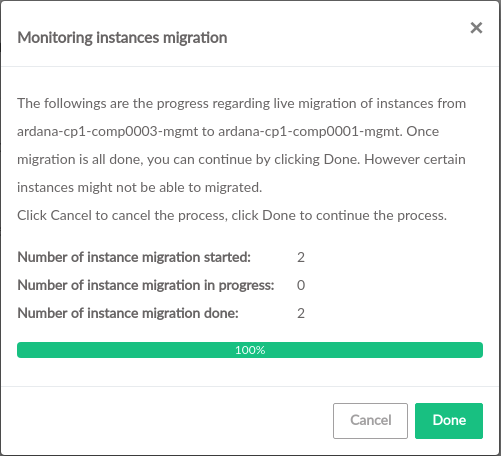 Monitoring instances migration
×
The followings are the progress regarding live migration of instances from
ardana-cp1-comp0003-mgmt to ardana-cp1-comp0001-mgmt. Once
migration is all done, you can continue by clicking Done. However certain
instances might not be able to migrated.
Click Cancel to cancel the process, click Done to continue the process.
Number of instance migration started: 2
Number of instance migration in progress: 0
Number of instance migration done: 2
100%
Cancel Done